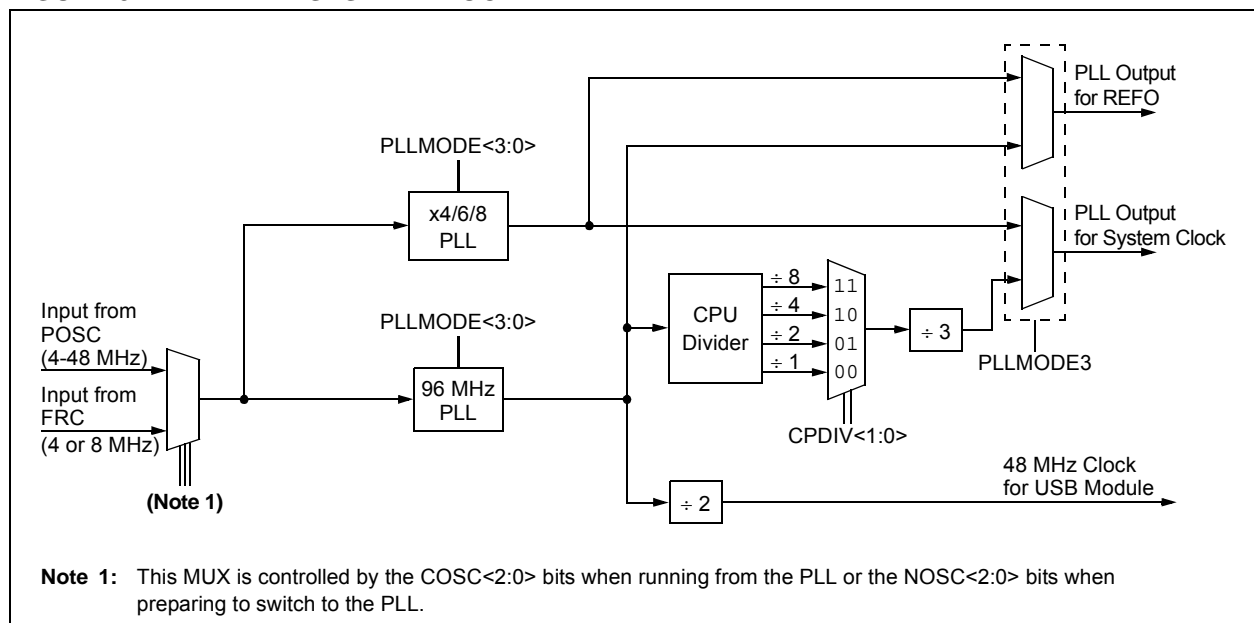 PLL Output
for REFO
PLLMODE<3:0>
x4/6/8
PLL
PLL Output
for System Clock
Input from
POSC
(4-48 MHz)
Input from
FRC
(4 or 8 MHz)
(Note 1)
PLLMODE<3:0>
96 MHz
PLL
CPU
Divider
÷ 8
÷ 4
÷ 2
÷ 1
11
10
01
00
CPDIV<1:0>
÷ 3
PLLMODE3
÷ 2
48 MHz Clock
for USB Module
Note 1: This MUX is controlled by the COSC<2:0> bits when running from the PLL or the NOSC<2:0> bits when
preparing to switch to the PLL.